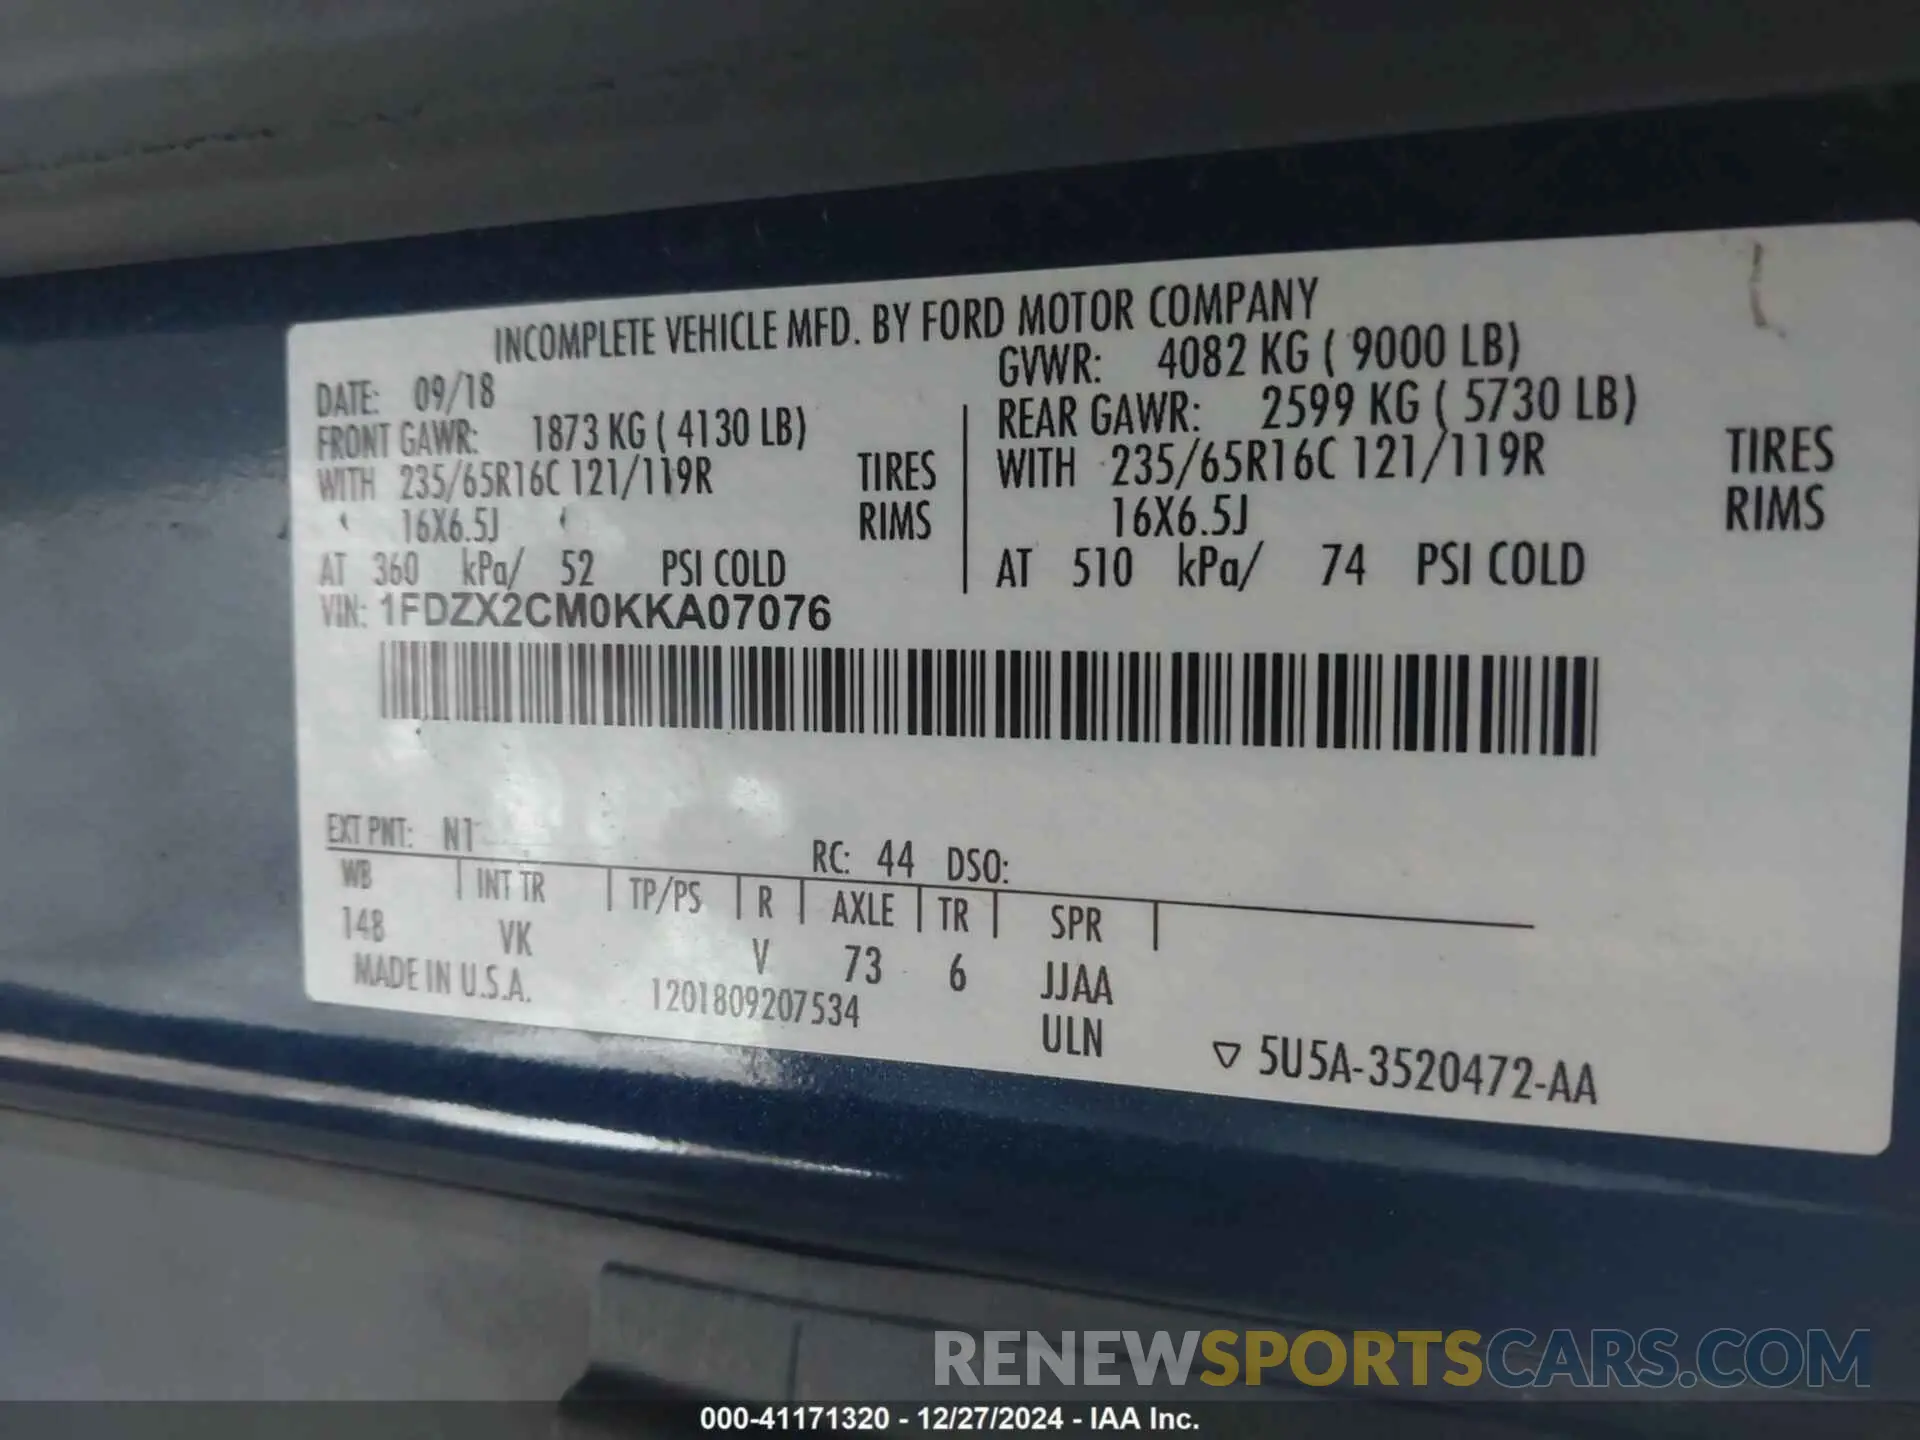 INCOMPLETE VEHICLE MFD. BY FORD MOTOR COMPANY
DATE: 09/18
GVWR: 4082 KG ( 9000 LB)
FRONT GAWR: 1873 KG ( 4130 LB)
REAR GAWR: 2599 KG ( 5730 LB)
WITH 235/65R16C 121/119R TIRES
WITH 235/65R16C 121/119R TIRES
16X6.5J RIMS
16X6.5J RIMS
AT 360 kPa/ 52 PSI COLD
AT 510 kPa/ 74 PSI COLD
VIN: 1FDZX2CM0KKA07076
EXT PNT: N1
RC: 44 DSO:
WB INT TR TP/PS R AXLE TR SPR
148 VK V 73 6 JJAA
MADE IN U.S.A. 1201809207534 ULN
▽ 5U5A-3520472-AA
RENEWSPORTSCARS.COM
000-41171320 - 12/27/2024 - IAA Inc.